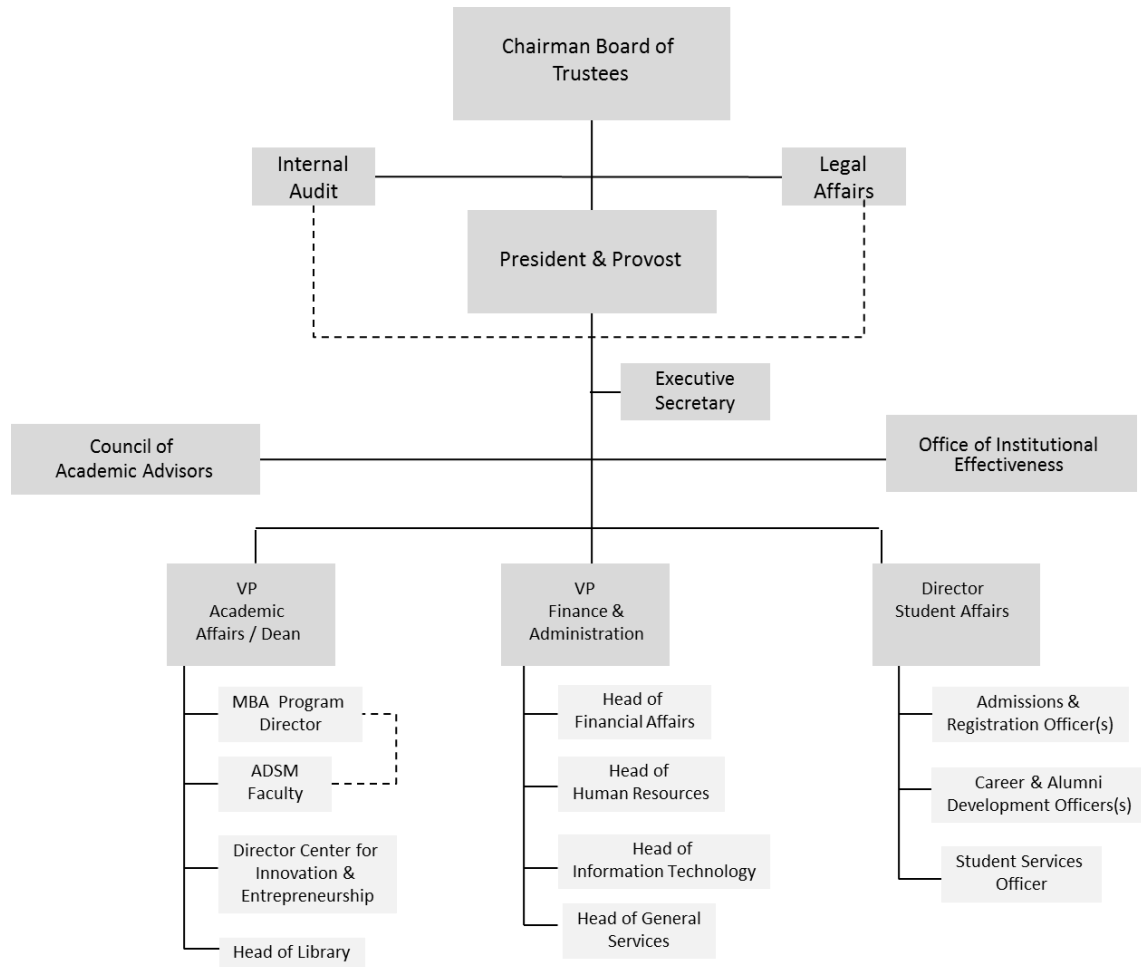 Chairman Board of
Trustees
Internal
Audit
Legal
Affairs
President & Provost
Executive
Secretary
Council of
Academic Advisors
Office of Institutional
Effectiveness
VP
Academic
Affairs / Dean
VP
Finance &
Administration
Director
Student Affairs
MBA Program
Director
ADSM
Faculty
Director Center for
Innovation &
Entrepreneurship
Head of Library
Head of
Financial Affairs
Head of
Human Resources
Head of
Information Technology
Head of General
Services
Admissions &
Registration Officer(s)
Career & Alumni
Development Officers(s)
Student Services
Officer